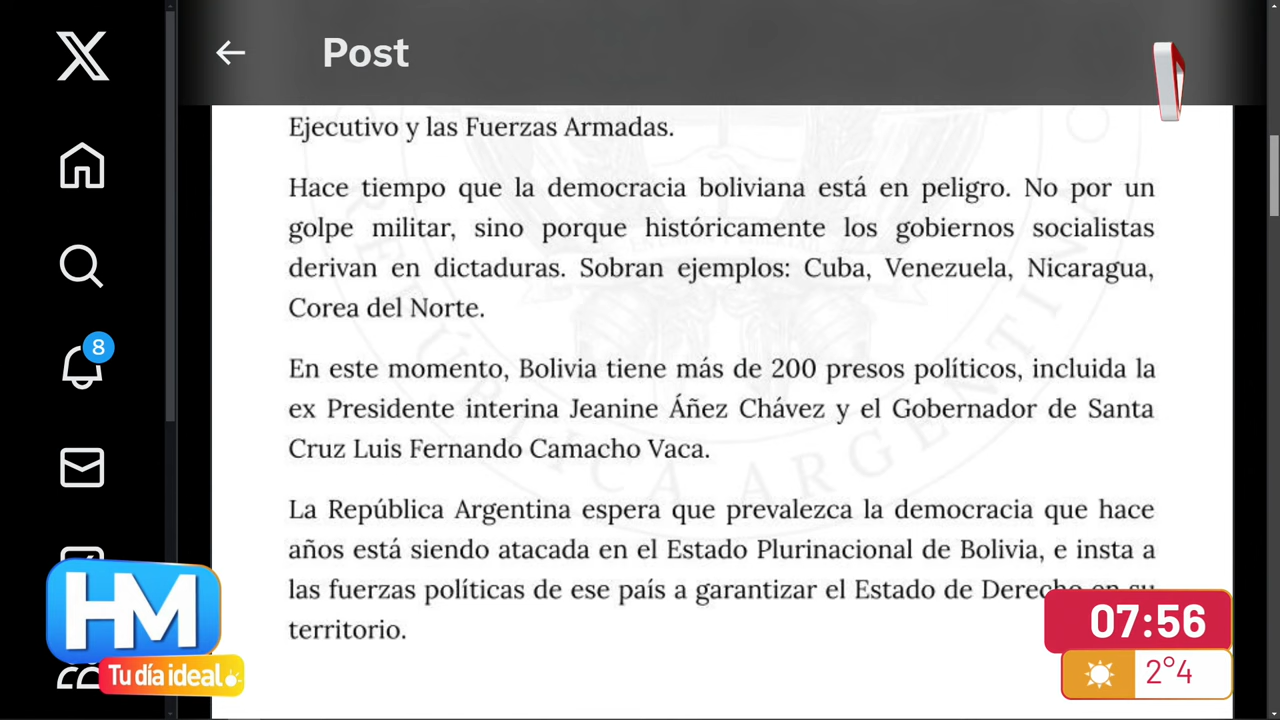 Post
Ejecutivo y las Fuerzas Armadas.
Hace tiempo que la democracia boliviana está en peligro. No por un
golpe militar, sino porque históricamente los gobiernos socialistas
derivan en dictaduras. Sobran ejemplos: Cuba, Venezuela, Nicaragua,
Corea del Norte.
8
En este momento, Bolivia tiene más de 200 presos políticos, incluida la
ex Presidente interina Jeanine Áñez Chávez y el Gobernador de Santa
Cruz Luis Fernando Camacho Vaca.
La República Argentina espera que prevalezca la democracia que hace
años está siendo atacada en el Estado Plurinacional de Bolivia, e insta a
las fuerzas políticas de ese país a garantizar el Estado de Derecho en su
territorio.
REPÚBLICA ARGENTINA
HM
Tu día ideal
07:56
2°4